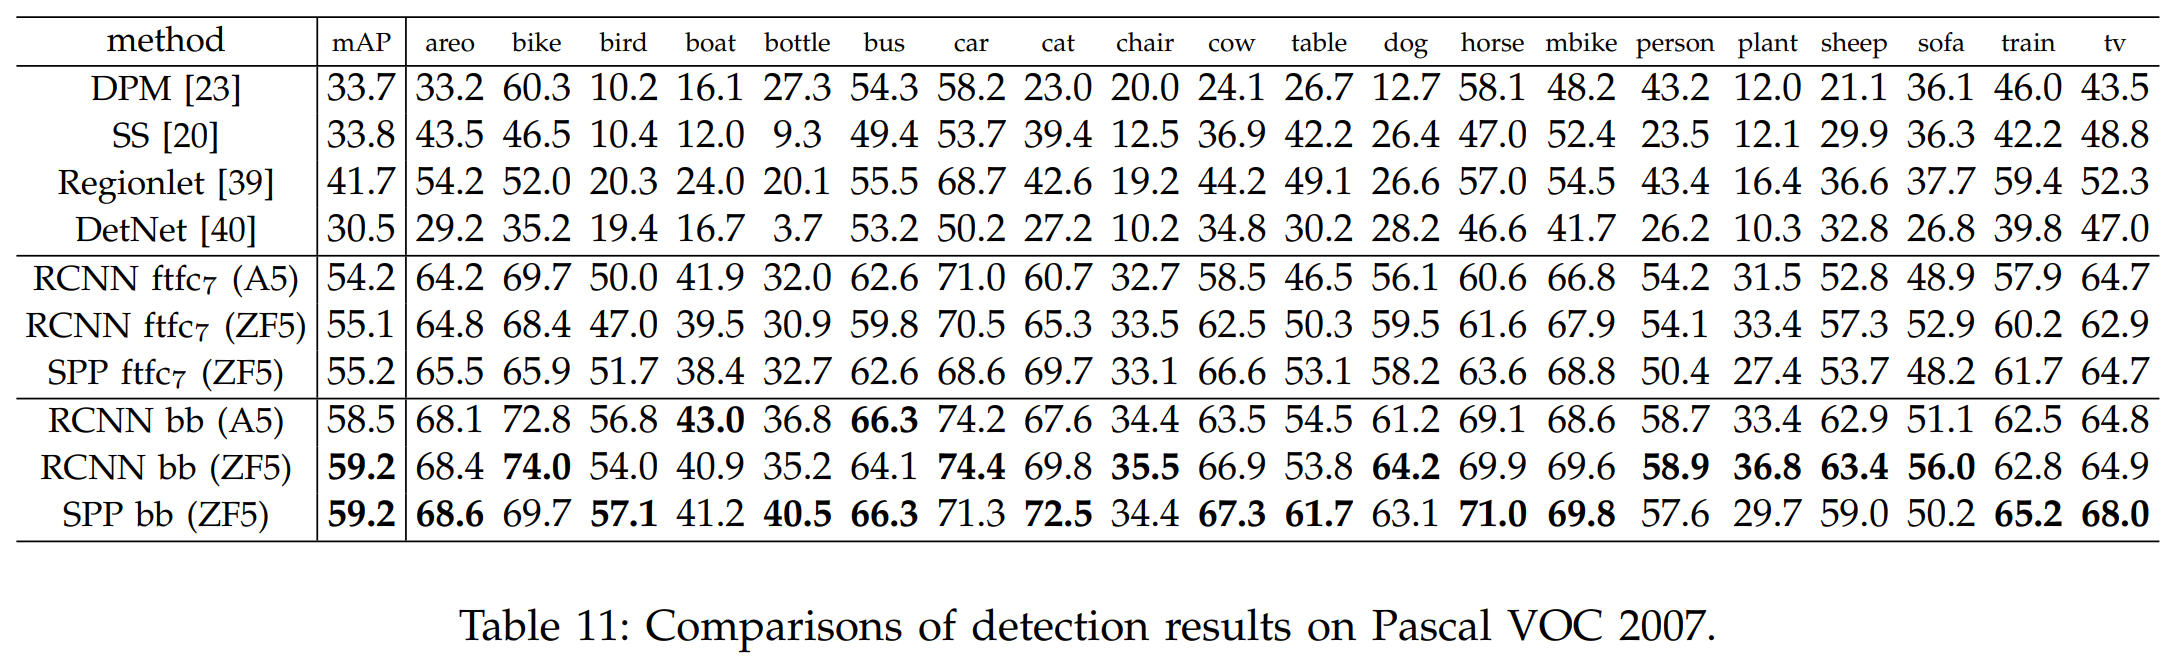 method mAP areo bike bird boat bottle bus car cat chair cow table dog horse mbike person plant sheep sofa train tv
DPM [23] 33.7 33.2 60.3 10.2 16.1 27.3 54.3 58.2 23.0 20.0 24.1 26.7 12.7 58.1 48.2 43.2 12.0 21.1 36.1 46.0 43.5
SS [20] 33.8 43.5 46.5 10.4 12.0 9.3 49.4 53.7 39.4 12.5 36.9 42.2 26.4 47.0 52.4 23.5 12.1 29.9 36.3 42.2 48.8
Regionlet [39] 41.7 54.2 52.0 20.3 24.0 20.1 55.5 68.7 42.6 19.2 44.2 49.1 26.6 57.0 54.5 43.4 16.4 36.6 37.7 59.4 52.3
DetNet [40] 30.5 29.2 35.2 19.4 16.7 3.7 53.2 50.2 27.2 10.2 34.8 30.2 28.2 46.6 41.7 26.2 10.3 32.8 26.8 39.8 47.0
RCNN ftfc₇ (A5) 54.2 64.2 69.7 50.0 41.9 32.0 62.6 71.0 60.7 32.7 58.5 46.5 56.1 60.6 66.8 54.2 31.5 52.8 48.9 57.9 64.7
RCNN ftfc₇ (ZF5) 55.1 64.8 68.4 47.0 39.5 30.9 59.8 70.5 65.3 33.5 62.5 50.3 59.5 61.6 67.9 54.1 33.4 57.3 52.9 60.2 62.9
SPP ftfc₇ (ZF5) 55.2 65.5 65.9 51.7 38.4 32.7 62.6 68.6 69.7 33.1 66.6 53.1 58.2 63.6 68.8 50.4 27.4 53.7 48.2 61.7 64.7
RCNN bb (A5) 58.5 68.1 72.8 56.8 43.0 36.8 66.3 74.2 67.6 34.4 63.5 54.5 61.2 69.1 68.6 58.7 33.4 62.9 51.1 62.5 64.8
RCNN bb (ZF5) 59.2 68.4 74.0 54.0 40.9 35.2 64.1 74.4 69.8 35.5 66.9 53.8 64.2 69.9 69.6 58.9 36.8 63.4 56.0 62.8 64.9
SPP bb (ZF5) 59.2 68.6 69.7 57.1 41.2 40.5 66.3 71.3 72.5 34.4 67.3 61.7 63.1 71.0 69.8 57.6 29.7 59.0 50.2 65.2 68.0
Table 11: Comparisons of detection results on Pascal VOC 2007.